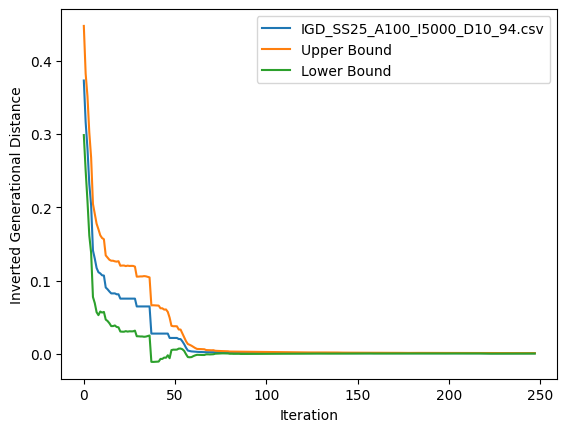 IGD_SS25_A100_I5000_D10_94.csv
Upper Bound
Lower Bound
0.4
0.3
0.2
0.1
0.0
Inverted Generational Distance
0
50
100
150
200
250
Iteration